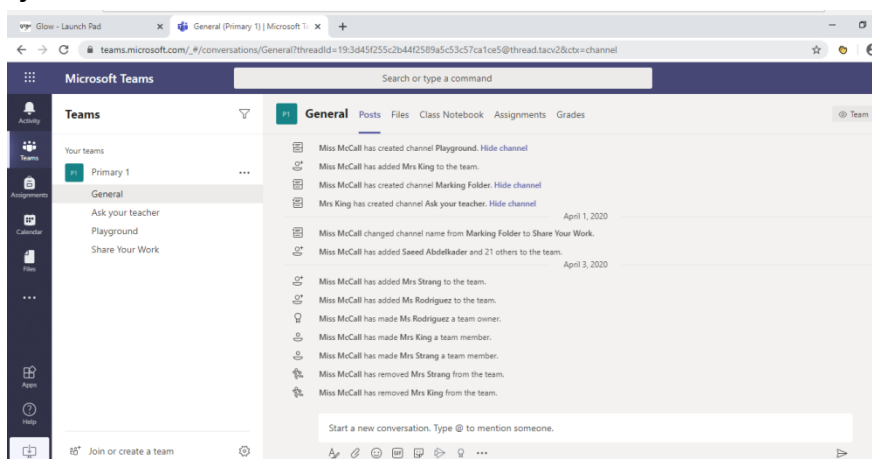 Glow - Launch Pad
General (Primary 1) | Microsoft Te
teams.microsoft.com/_#/conversations/General?threadId=19:3d45f255c2b44f2589a5c53c57ca1ce5@thread.tacv2&ctx=channel
Microsoft Teams
Search or type a command
Activity
Teams
Assignments
Calendar
Files
Apps
Help
Teams
Your teams
P1 Primary 1
General
Ask your teacher
Playground
Share Your Work
Join or create a team
P1 General Posts Files Class Notebook Assignments Grades
Team
Miss McCall has created channel Playground. Hide channel
Miss McCall has added Mrs King to the team.
Miss McCall has created channel Marking Folder. Hide channel
Mrs King has created channel Ask your teacher. Hide channel
April 1, 2020
Miss McCall changed channel name from Marking Folder to Share Your Work.
Miss McCall has added Saeed Abdelkader and 21 others to the team.
April 3, 2020
Miss McCall has added Mrs Strang to the team.
Miss McCall has added Ms Rodriguez to the team.
Miss McCall has made Ms Rodriguez a team owner.
Miss McCall has made Mrs King a team member.
Miss McCall has made Mrs Strang a team member.
Miss McCall has removed Mrs Strang from the team.
Miss McCall has removed Mrs King from the team.
Start a new conversation. Type @ to mention someone.
GIF